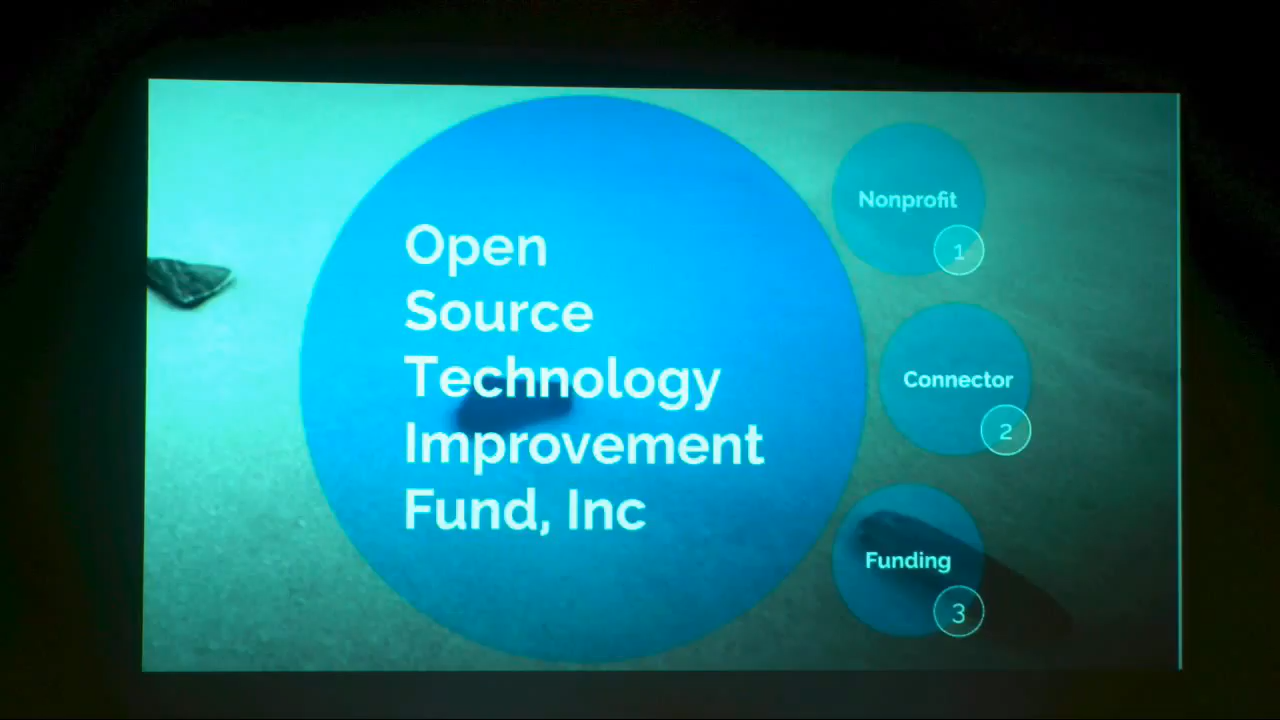 Open
Source
Technology
Improvement
Fund, Inc
Nonprofit
1
Connector
2
Funding
3